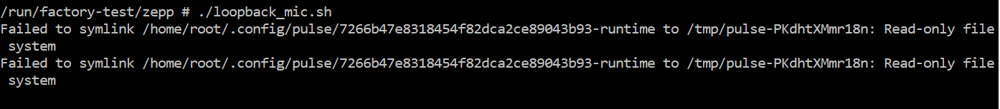 /run/factory-test/zepp # ./loopback_mic.sh
Failed to symlink /home/root/.config/pulse/7266b47e8318454f82dca2ce89043b93-runtime to /tmp/pulse-PKdhtXMmr18n: Read-only file
 system
Failed to symlink /home/root/.config/pulse/7266b47e8318454f82dca2ce89043b93-runtime to /tmp/pulse-PKdhtXMmr18n: Read-only file
 system